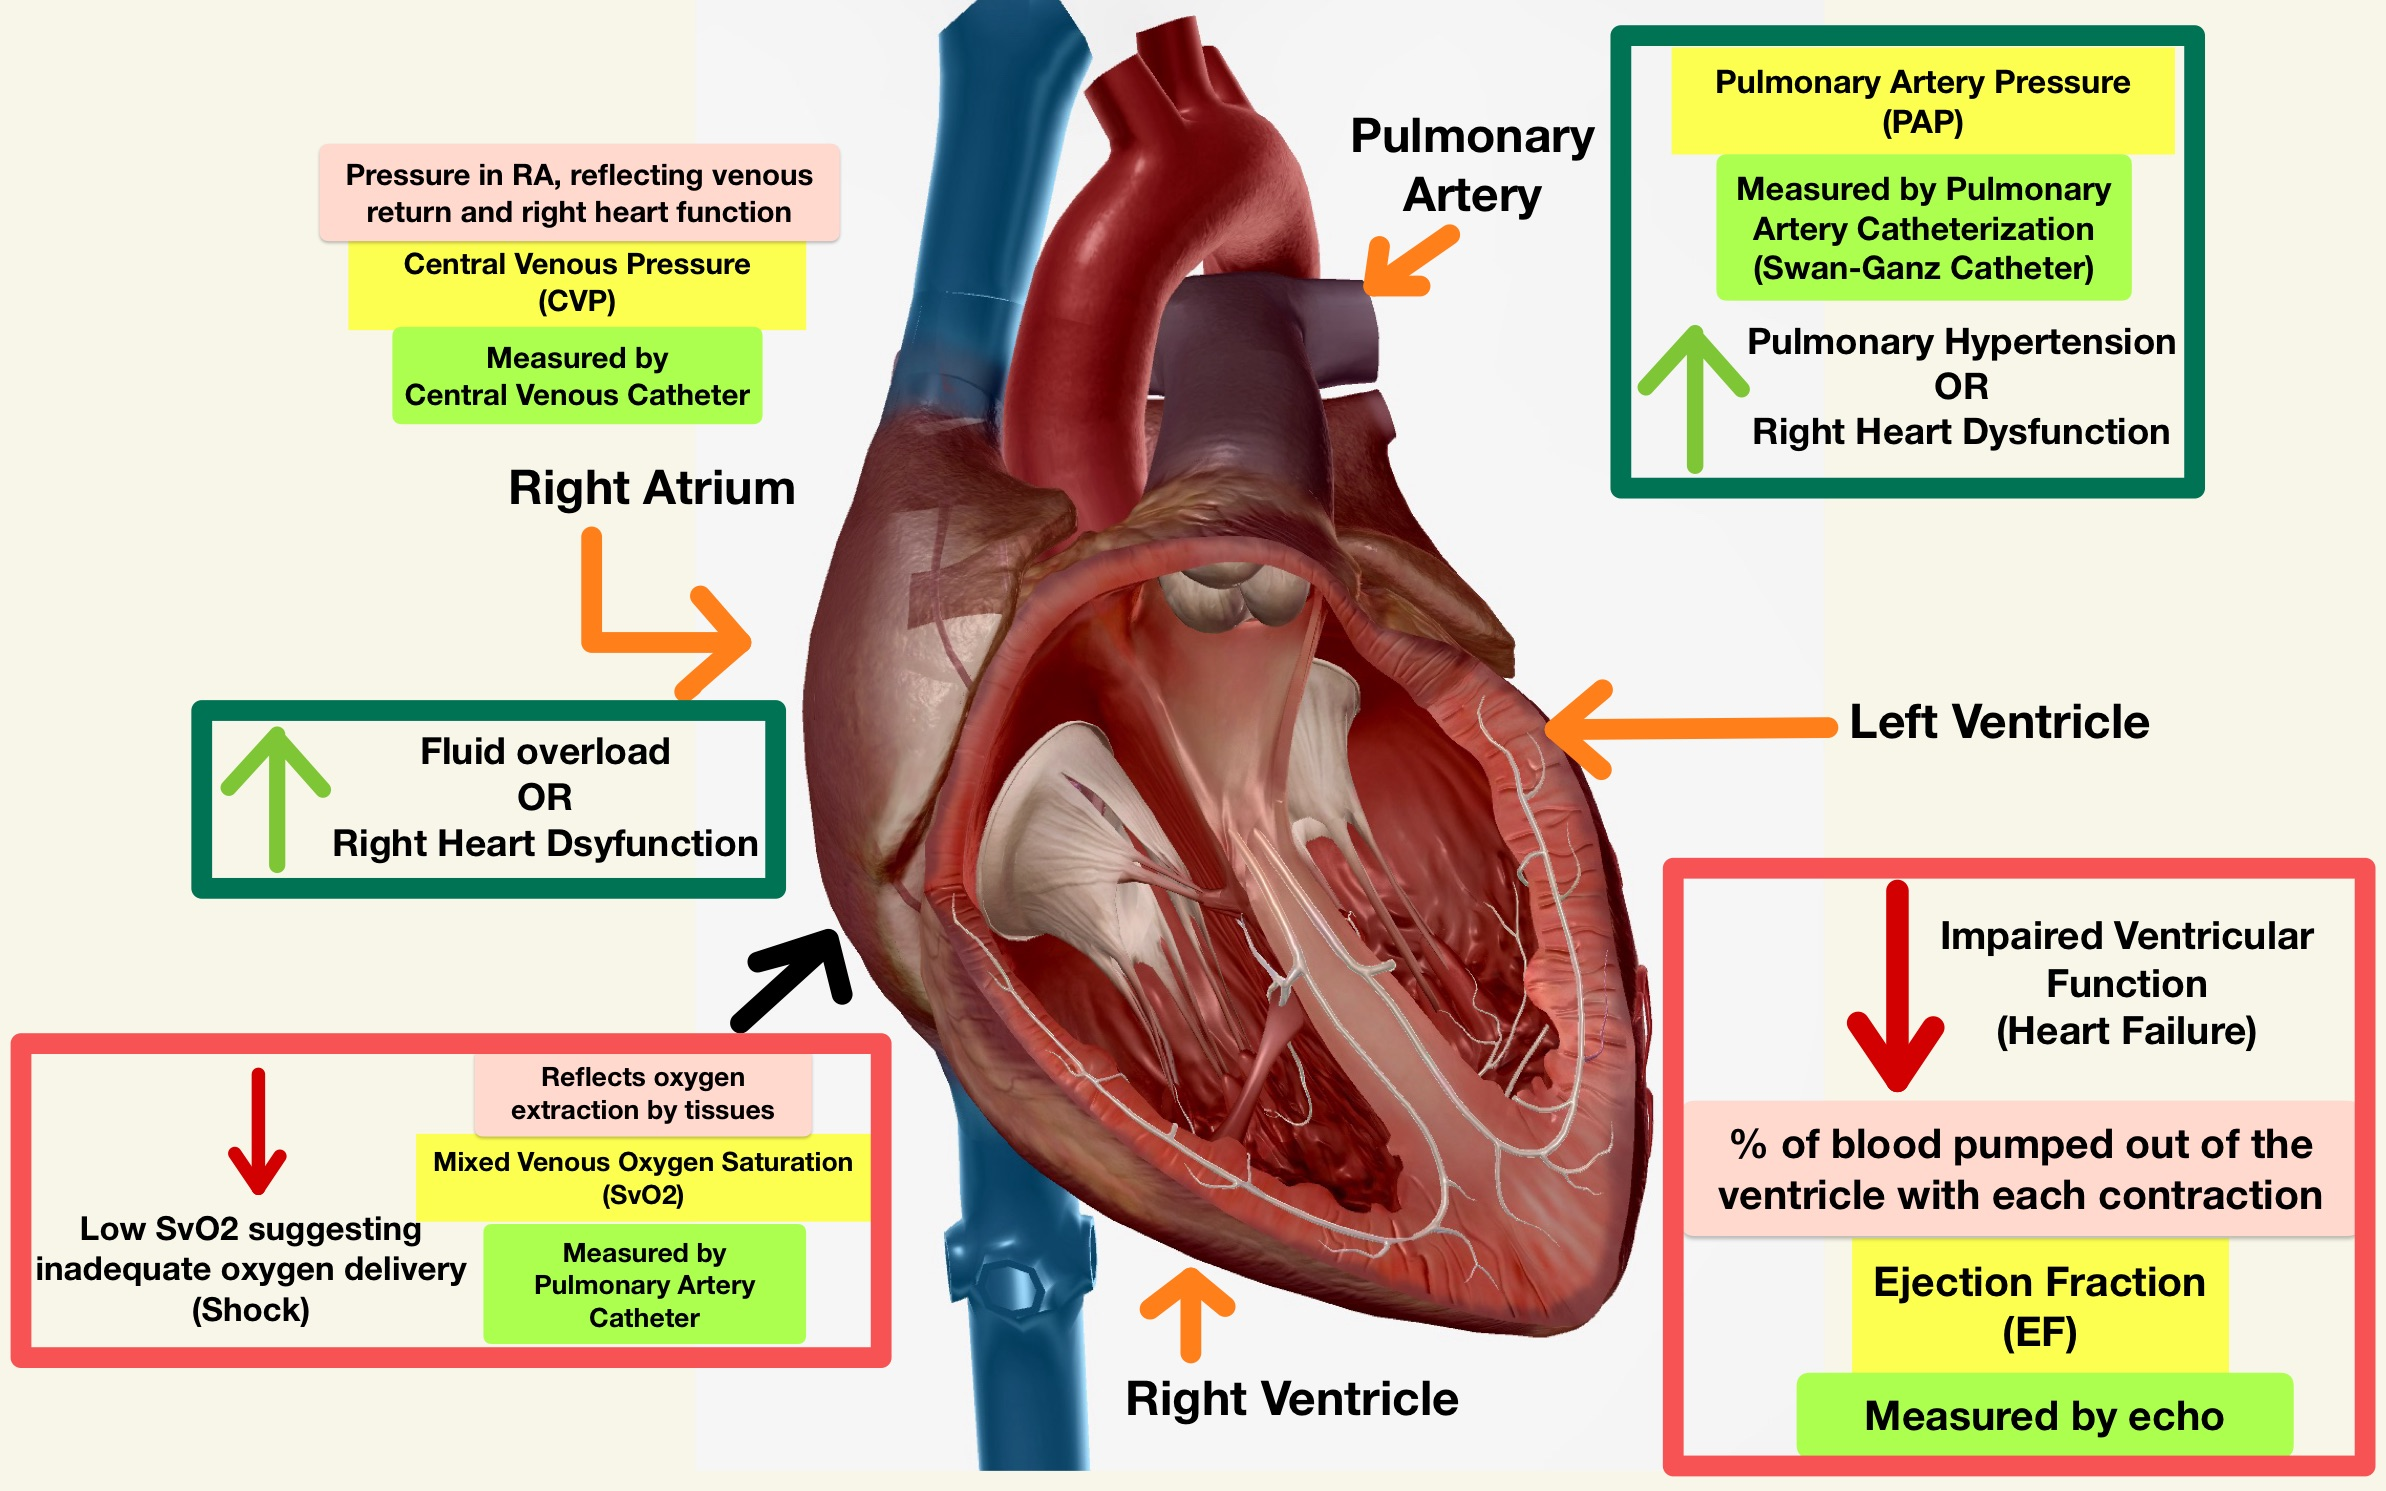 Pressure in RA, reflecting venous
return and right heart function
Central Venous Pressure
(CVP)
Measured by
Central Venous Catheter
Right Atrium
Fluid overload
OR
Right Heart Dsyfunction
Low SvO2 suggesting
inadequate oxygen delivery
(Shock)
Reflects oxygen
extraction by tissues
Mixed Venous Oxygen Saturation
(SvO2)
Measured by
Pulmonary Artery
Catheter
Pulmonary
Artery
Pulmonary Artery Pressure
(PAP)
Measured by Pulmonary
Artery Catheterization
(Swan-Ganz Catheter)
Pulmonary Hypertension
OR
Right Heart Dysfunction
Left Ventricle
Impaired Ventricular
Function
(Heart Failure)
% of blood pumped out of the
ventricle with each contraction
Ejection Fraction
(EF)
Measured by echo
Right Ventricle